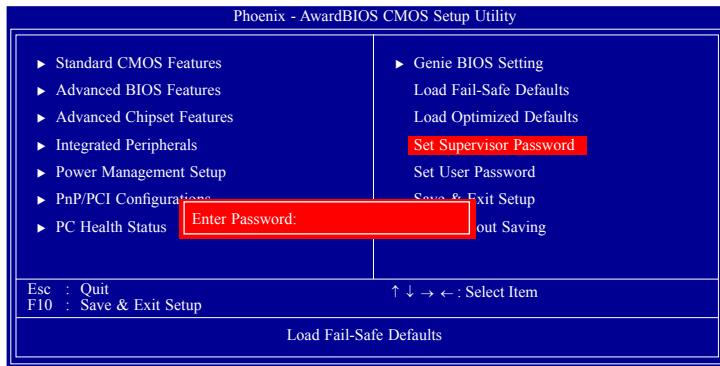 Phoenix - AwardBIOS CMOS Setup Utility
► Standard CMOS Features
► Advanced BIOS Features
► Advanced Chipset Features
► Integrated Peripherals
► Power Management Setup
► PnP/PCI Configurations
► PC Health Status
► Genie BIOS Setting
Load Fail-Safe Defaults
Load Optimized Defaults
Set Supervisor Password
Set User Password
Save & Exit Setup
out Saving
Enter Password:
Esc : Quit
F10 : Save & Exit Setup
↑ ↓ → ← : Select Item
Load Fail-Safe Defaults